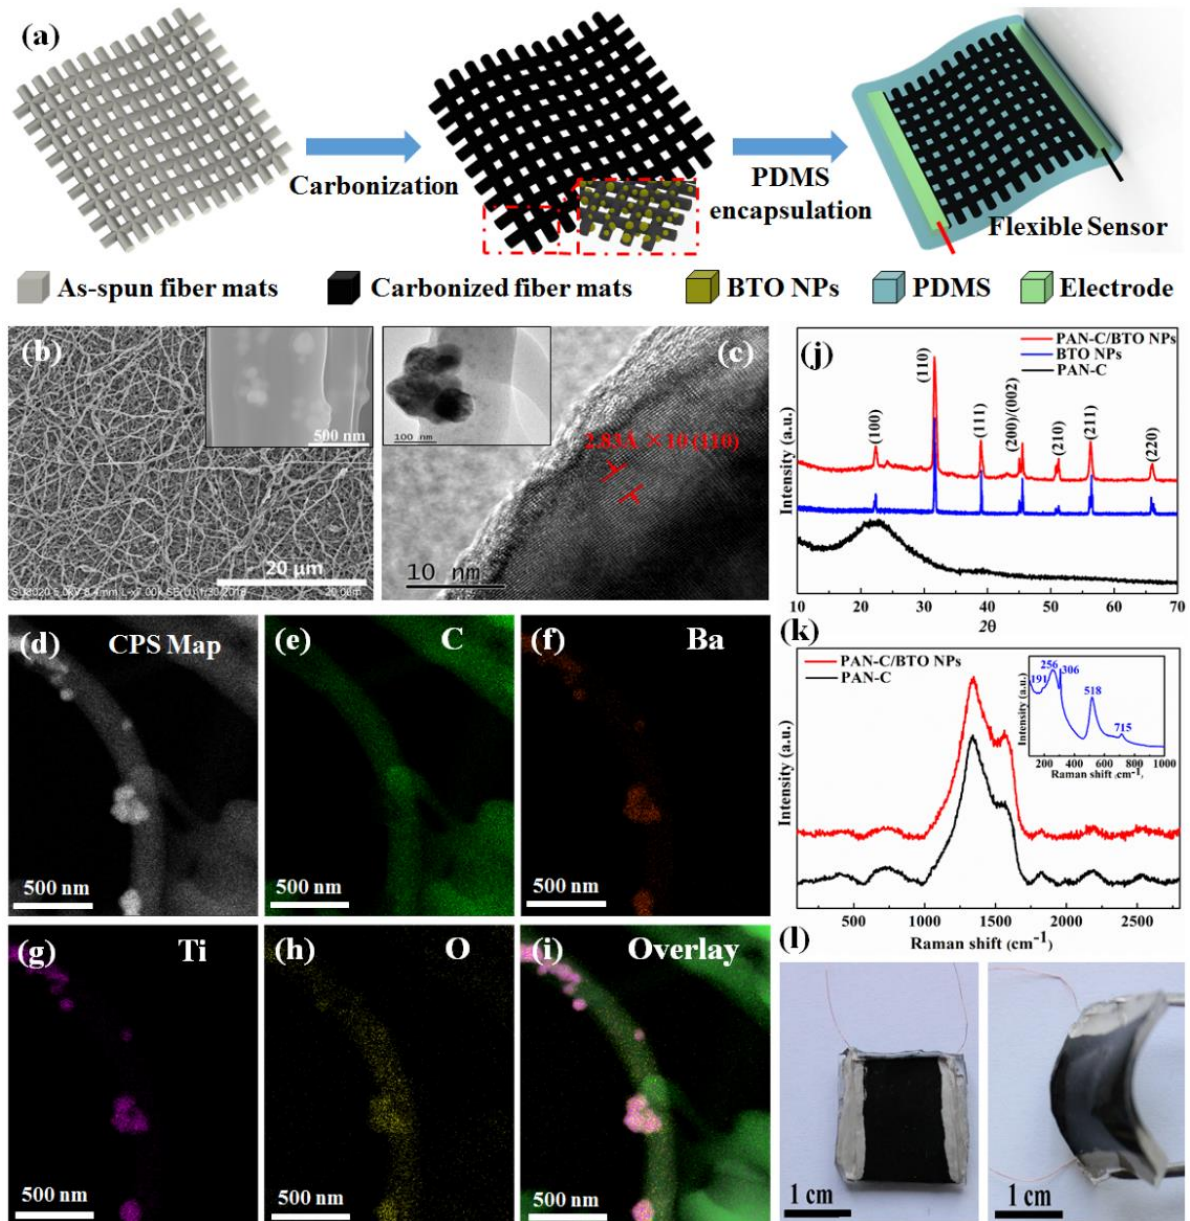 (a)
Carbonization
PDMS
encapsulation
Flexible Sensor
As-spun fiber mats
Carbonized fiber mats
BTO NPs
PDMS
Electrode
(b)
500 nm
20 μm
(c)
100 nm
2.83Å ×10 (110)
10 nm
(j)
PAN-C/BTO NPs
BTO NPs
PAN-C
(100)
(110)
(111)
(200)/(002)
(210)
(211)
(220)
Intensity (a.u.)
10 20 30 40 50 60 70
2θ
(d)
CPS Map
500 nm
(e)
C
500 nm
(f)
Ba
500 nm
(k)
PAN-C/BTO NPs
PAN-C
191
256
306
518
715
Intensity (a.u.)
200 400 600 800 1000
Raman shift (cm-1)
Intensity (a.u.)
500 1000 1500 2000 2500
Raman shift (cm-1)
(g)
Ti
500 nm
(h)
O
500 nm
(i)
Overlay
500 nm
(l)
1 cm
1 cm